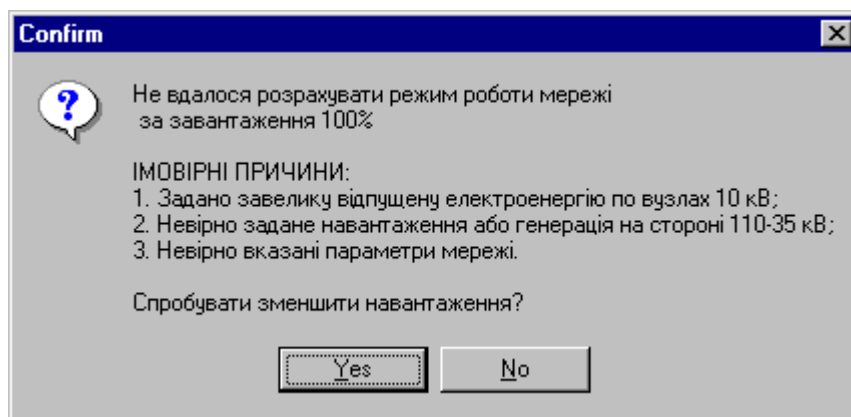 Confirm
Не вдалося розрахувати режим роботи мережі
за завантаження 100%
ІМОВІРНІ ПРИЧИНИ:
1. Задано завелику відпущену електроенергію по вузлах 10 кВ;
2. Невірно задане навантаження або генерація на стороні 110-35 кВ;
3. Невірно вказані параметри мережі.
Спробувати зменшити навантаження?
Yes
No